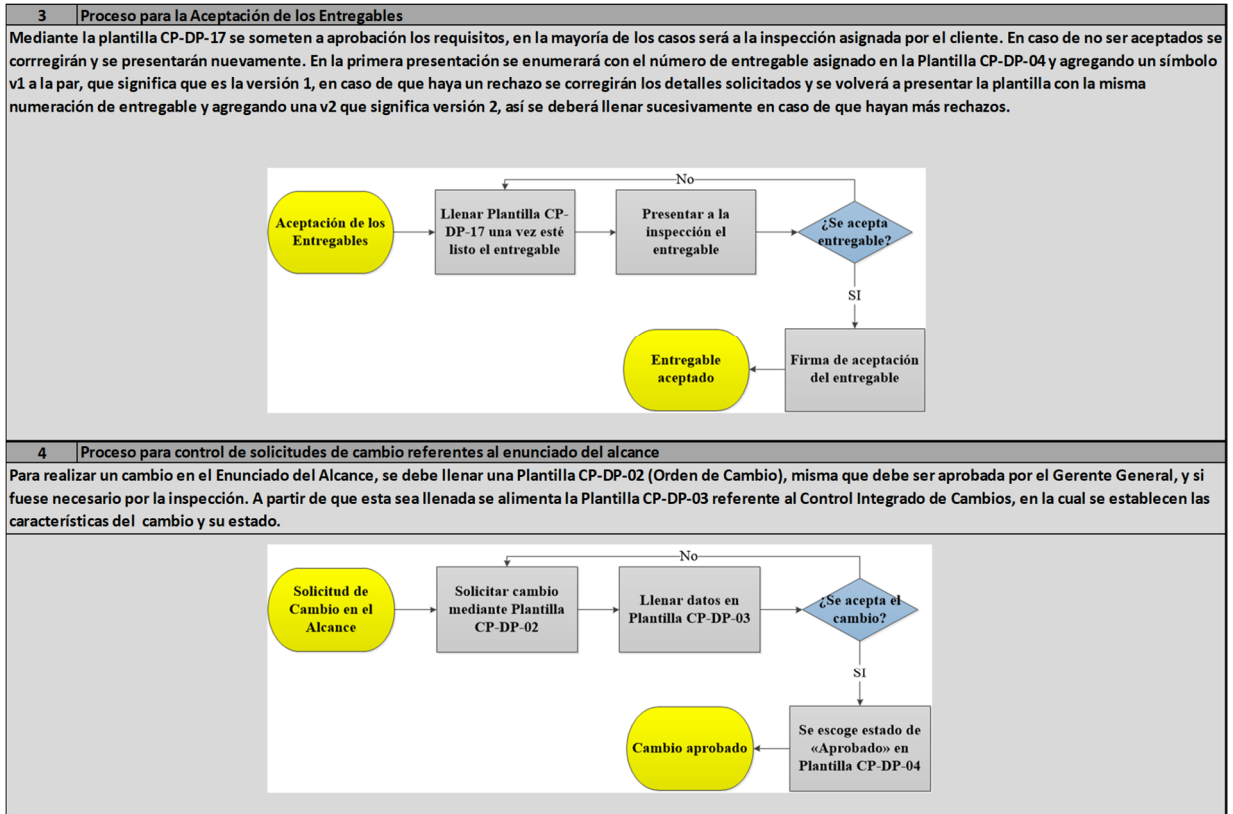 3 Proceso para la Aceptación de los Entregables
Mediante la plantilla CP-DP-17 se someten a aprobación los requisitos, en la mayoría de los casos será a la inspección asignada por el cliente. En caso de no ser aceptados se
corrregirán y se presentarán nuevamente. En la primera presentación se enumerará con el número de entregable asignado en la Plantilla CP-DP-04 y agregando un símbolo
v1 a la par, que significa que es la versión 1, en caso de que haya un rechazo se corregirán los detalles solicitados y se volverá a presentar la plantilla con la misma
numeración de entregable y agregando una v2 que significa versión 2, así se deberá llenar sucesivamente en caso de que hayan más rechazos.
No
Aceptación de los
Entregables
Llenar Plantilla CP-
DP-17 una vez esté
listo el entregable
Presentar a la
inspección el
entregable
¿Se acepta
entregable?
SI
Entregable
aceptado
Firma de aceptación
del entregable
4 Proceso para control de solicitudes de cambio referentes al enunciado del alcance
Para realizar un cambio en el Enunciado del Alcance, se debe llenar una Plantilla CP-DP-02 (Orden de Cambio), misma que debe ser aprobada por el Gerente General, y si
fuese necesario por la inspección. A partir de que esta sea llenada se alimenta la Plantilla CP-DP-03 referente al Control Integrado de Cambios, en la cual se establecen las
características del cambio y su estado.
No
Solicitud de
Cambio en el
Alcance
Solicitar cambio
mediante Plantilla
CP-DP-02
Llenar datos en
Plantilla CP-DP-03
¿Se acepta el
cambio?
SI
Cambio aprobado
Se escoge estado de
«Aprobado» en
Plantilla CP-DP-04